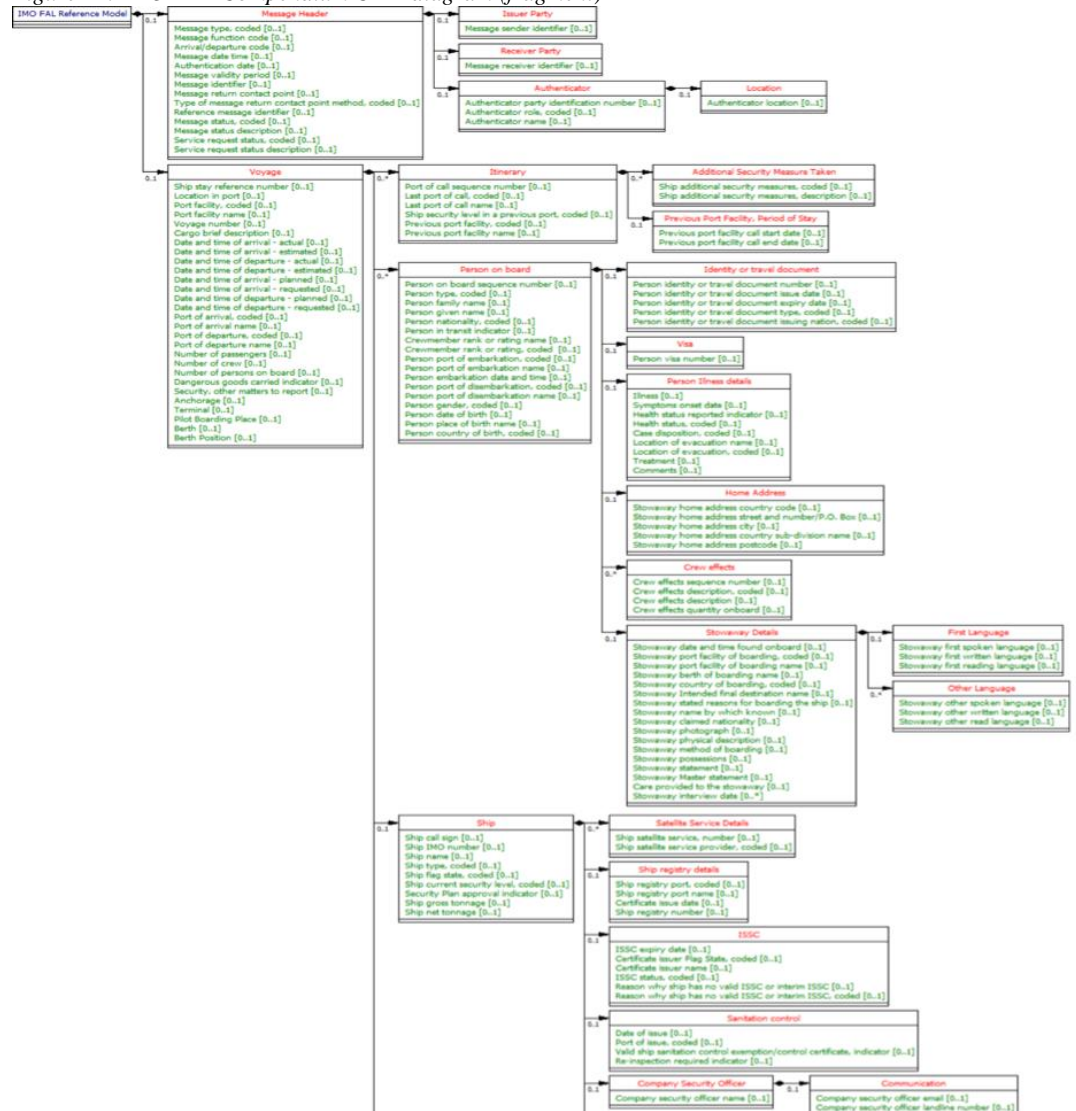 IMO FAL Reference Model
0..1
Message Header
Message type, coded [0..1]
Message function code [0..1]
Arrival/departure code [0..1]
Message date time [0..1]
Authentication date [0..1]
Message validity period [0..1]
Message identifier [0..1]
Message return contact point [0..1]
Type of message return contact point method, coded [0..1]
Reference message identifier [0..1]
Message status, coded [0..1]
Message status description [0..1]
Service request status, coded [0..1]
Service request status description [0..1]
0..1
Issuer Party
Message sender identifier [0..1]
0..1
Receiver Party
Message receiver identifier [0..1]
0..1
Authenticator
Authenticator party identification number [0..1]
Authenticator role, coded [0..1]
Authenticator name [0..1]
0..1
Location
Authenticator location [0..1]
0..1
Voyage
Ship stay reference number [0..1]
Location in port [0..1]
Port facility, coded [0..1]
Port facility name [0..1]
Voyage number [0..1]
Cargo brief description [0..1]
Date and time of arrival - actual [0..1]
Date and time of arrival - estimated [0..1]
Date and time of departure - actual [0..1]
Date and time of departure - estimated [0..1]
Date and time of arrival - planned [0..1]
Date and time of arrival - requested [0..1]
Date and time of departure - planned [0..1]
Date and time of departure - requested [0..1]
Port of arrival, coded [0..1]
Port of arrival name [0..1]
Port of departure, coded [0..1]
Port of departure name [0..1]
Number of passengers [0..1]
Number of crew [0..1]
Number of persons on board [0..1]
Dangerous goods carried indicator [0..1]
Security, other matters to report [0..1]
Anchorage [0..1]
Terminal [0..1]
Pilot Boarding Place [0..1]
Berth [0..1]
Berth Position [0..1]
0..*
Itinerary
Port of call sequence number [0..1]
Last port of call, coded [0..1]
Last port of call name [0..1]
Ship security level in a previous port, coded [0..1]
Previous port facility, coded [0..1]
Previous port facility name [0..1]
0..*
Additional Security Measure Taken
Ship additional security measures, coded [0..1]
Ship additional security measures, description [0..1]
0..1
Previous Port Facility, Period of Stay
Previous port facility call start date [0..1]
Previous port facility call end date [0..1]
0..*
Person on board
Person on board sequence number [0..1]
Person type, coded [0..1]
Person family name [0..1]
Person given name [0..1]
Person nationality, coded [0..1]
Person in transit indicator [0..1]
Crewmember rank or rating name [0..1]
Crewmember rank or rating, coded [0..1]
Person port of embarkation, coded [0..1]
Person port of embarkation name [0..1]
Person embarkation date and time [0..1]
Person port of disembarkation, coded [0..1]
Person port of disembarkation name [0..1]
Person gender, coded [0..1]
Person date of birth [0..1]
Person place of birth name [0..1]
Person country of birth, coded [0..1]
0..1
Identity or travel document
Person identity or travel document number [0..1]
Person identity or travel document issue date [0..1]
Person identity or travel document expiry date [0..1]
Person identity or travel document type, coded [0..1]
Person identity or travel document issuing nation, coded [0..1]
0..1
Visa
Person visa number [0..1]
0..1
Person Illness details
Illness [0..1]
Symptoms onset date [0..1]
Health status reported indicator [0..1]
Health status, coded [0..1]
Case disposition, coded [0..1]
Location of evacuation name [0..1]
Location of evacuation, coded [0..1]
Treatment [0..1]
Comments [0..1]
0..1
Home Address
Stowaway home address country code [0..1]
Stowaway home address street and number/P.O. Box [0..1]
Stowaway home address city [0..1]
Stowaway home address country sub-division name [0..1]
Stowaway home address postcode [0..1]
0..*
Crew effects
Crew effects sequence number [0..1]
Crew effects description, coded [0..1]
Crew effects description [0..1]
Crew effects quantity onboard [0..1]
0..1
Stowaway Details
Stowaway date and time found onboard [0..1]
Stowaway port facility of boarding, coded [0..1]
Stowaway port facility of boarding name [0..1]
Stowaway berth of boarding name [0..1]
Stowaway country of boarding, coded [0..1]
Stowaway Intended final destination name [0..1]
Stowaway stated reasons for boarding the ship [0..1]
Stowaway name by which known [0..1]
Stowaway claimed nationality [0..1]
Stowaway photograph [0..1]
Stowaway physical description [0..1]
Stowaway method of boarding [0..1]
Stowaway possessions [0..1]
Stowaway statement [0..1]
Stowaway Master statement [0..1]
Care provided to the stowaway [0..1]
Stowaway interview date [0..*]
0..1
First Language
Stowaway first spoken language [0..1]
Stowaway first written language [0..1]
Stowaway first reading language [0..1]
0..*
Other Language
Stowaway other spoken language [0..1]
Stowaway other written language [0..1]
Stowaway other read language [0..1]
0..1
Ship
Ship call sign [0..1]
Ship IMO number [0..1]
Ship name [0..1]
Ship type, coded [0..1]
Ship flag state, coded [0..1]
Ship current security level, coded [0..1]
Security Plan approval indicator [0..1]
Ship gross tonnage [0..1]
Ship net tonnage [0..1]
0..*
Satellite Service Details
Ship satellite service, number [0..1]
Ship satellite service provider, coded [0..1]
0..1
Ship registry details
Ship registry port, coded [0..1]
Ship registry port name [0..1]
Certificate issue date [0..1]
Ship registry number [0..1]
0..1
ISSC
ISSC expiry date [0..1]
Certificate issuer Flag State, coded [0..1]
Certificate issuer name [0..1]
ISSC status, coded [0..1]
Reason why ship has no valid ISSC or interim ISSC [0..1]
Reason why ship has no valid ISSC or interim ISSC, coded [0..1]
0..1
Sanitation control
Date of issue [0..1]
Port of issue, coded [0..1]
Valid ship sanitation control exemption/control certificate, indicator [0..1]
Re-inspection required indicator [0..1]
0..1
Company Security Officer
Company security officer name [0..1]
0..1
Communication
Company security officer email [0..1]
Company security officer landline number [0..1]